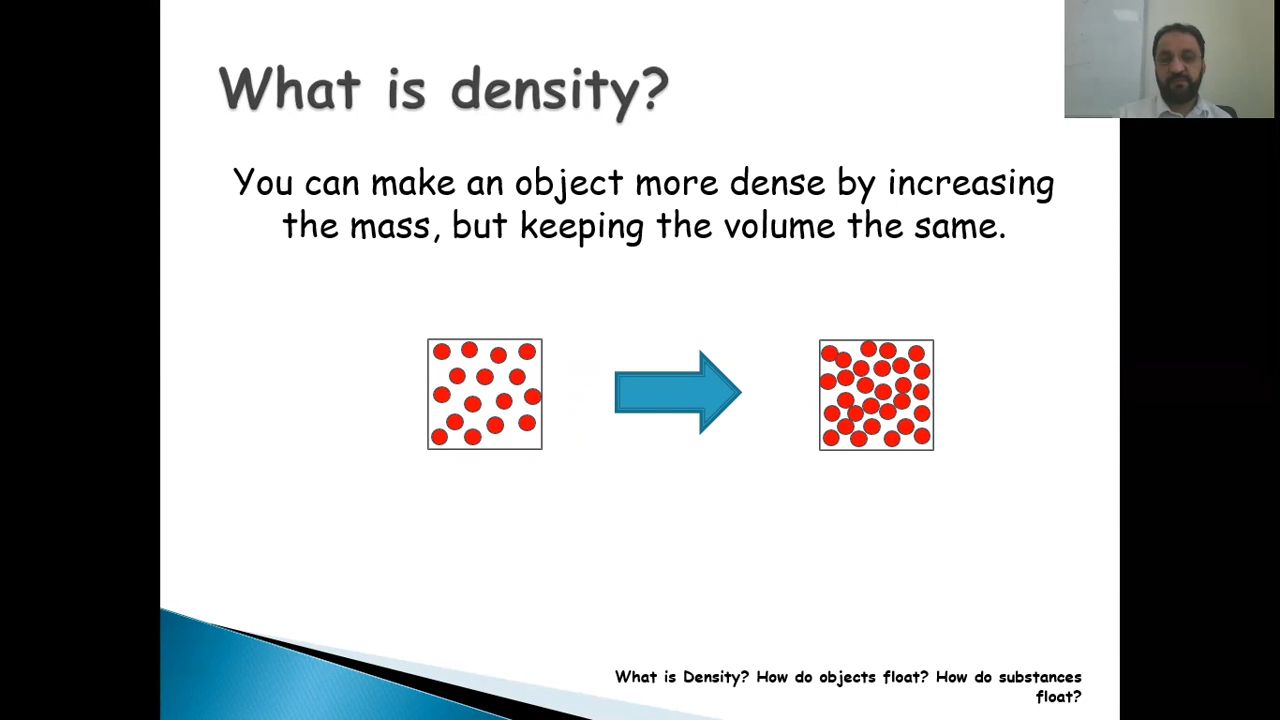 What is density?
You can make an object more dense by increasing
the mass, but keeping the volume the same.
What is Density? How do objects float? How do substances
float?